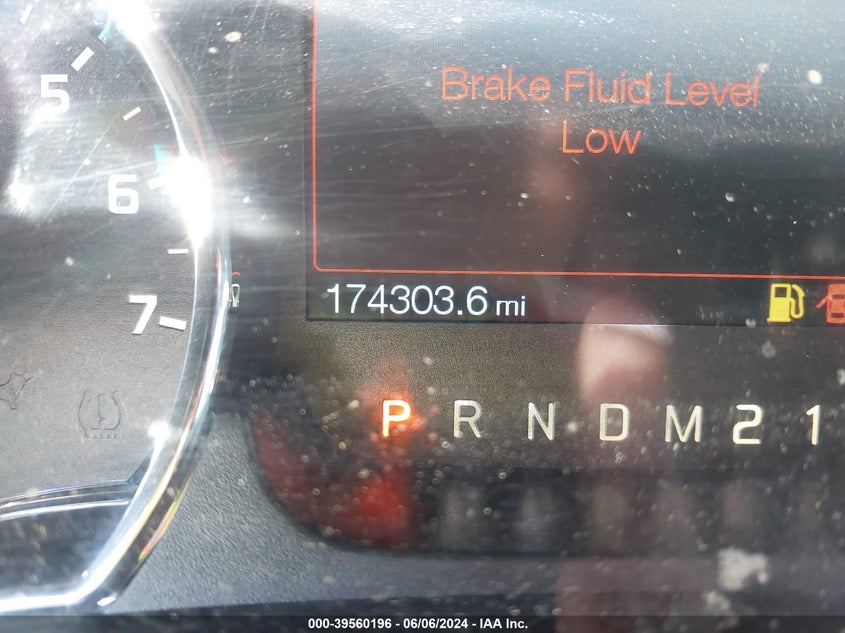 5
6
7
Brake Fluid Level
Low
174303.6 mi
P R N D M 2 1
000-39560196 - 06/06/2024 - IAA Inc.